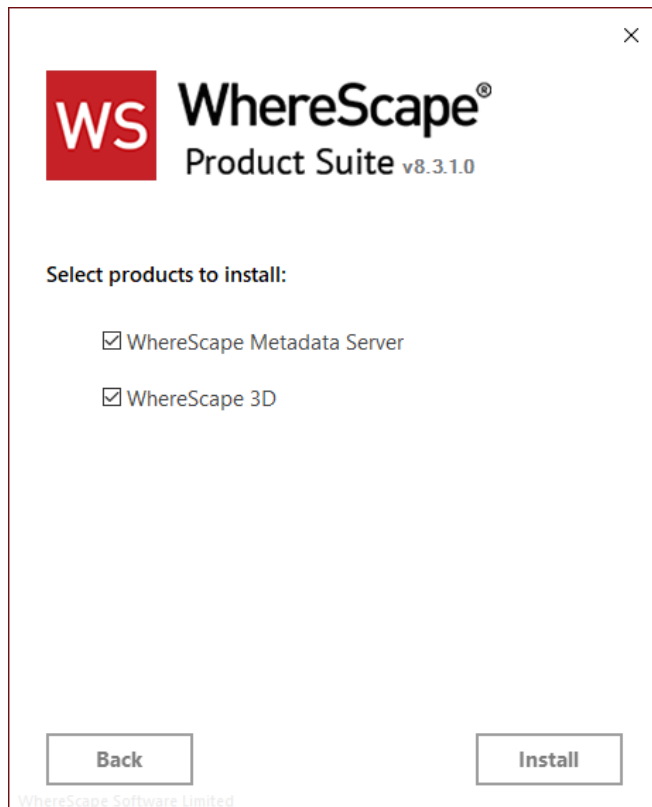 WS WhereScape®
Product Suite v8.3.1.0
Select products to install:
WhereScape Metadata Server
WhereScape 3D
Back Install
WhereScape Software Limited